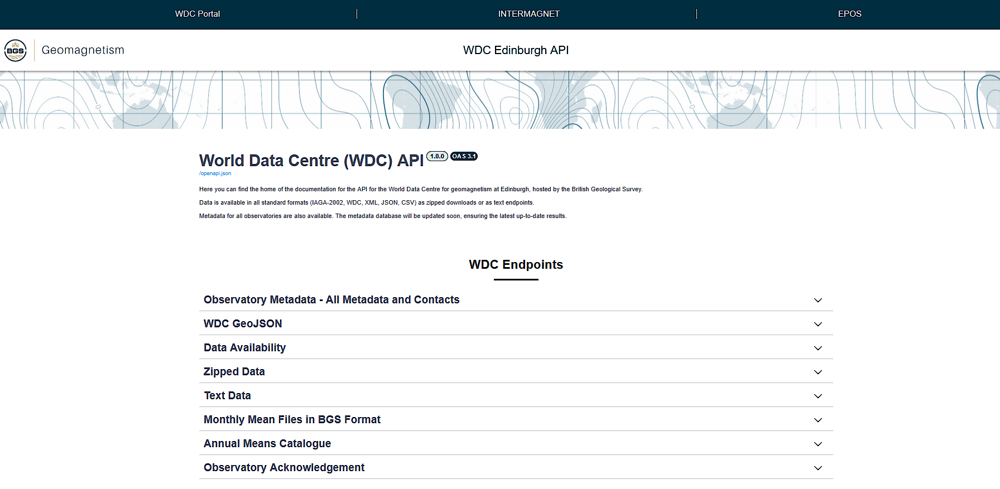 WDC Portal
INTERMAGNET
EPOS
BGS
Geomagnetism
WDC Edinburgh API
World Data Centre (WDC) API 1.0.0 OAS 3.1
/openapi.json
Here you can find the home of the documentation for the API for the World Data Centre for geomagnetism at Edinburgh, hosted by the British Geological Survey.
Data is available in all standard formats (IAGA-2002, WDC, XML, JSON, CSV) as zipped downloads or as text endpoints.
Metadata for all observatories are also available. The metadata database will be updated soon, ensuring the latest up-to-date results.
WDC Endpoints
Observatory Metadata - All Metadata and Contacts
WDC GeoJSON
Data Availability
Zipped Data
Text Data
Monthly Mean Files in BGS Format
Annual Means Catalogue
Observatory Acknowledgement